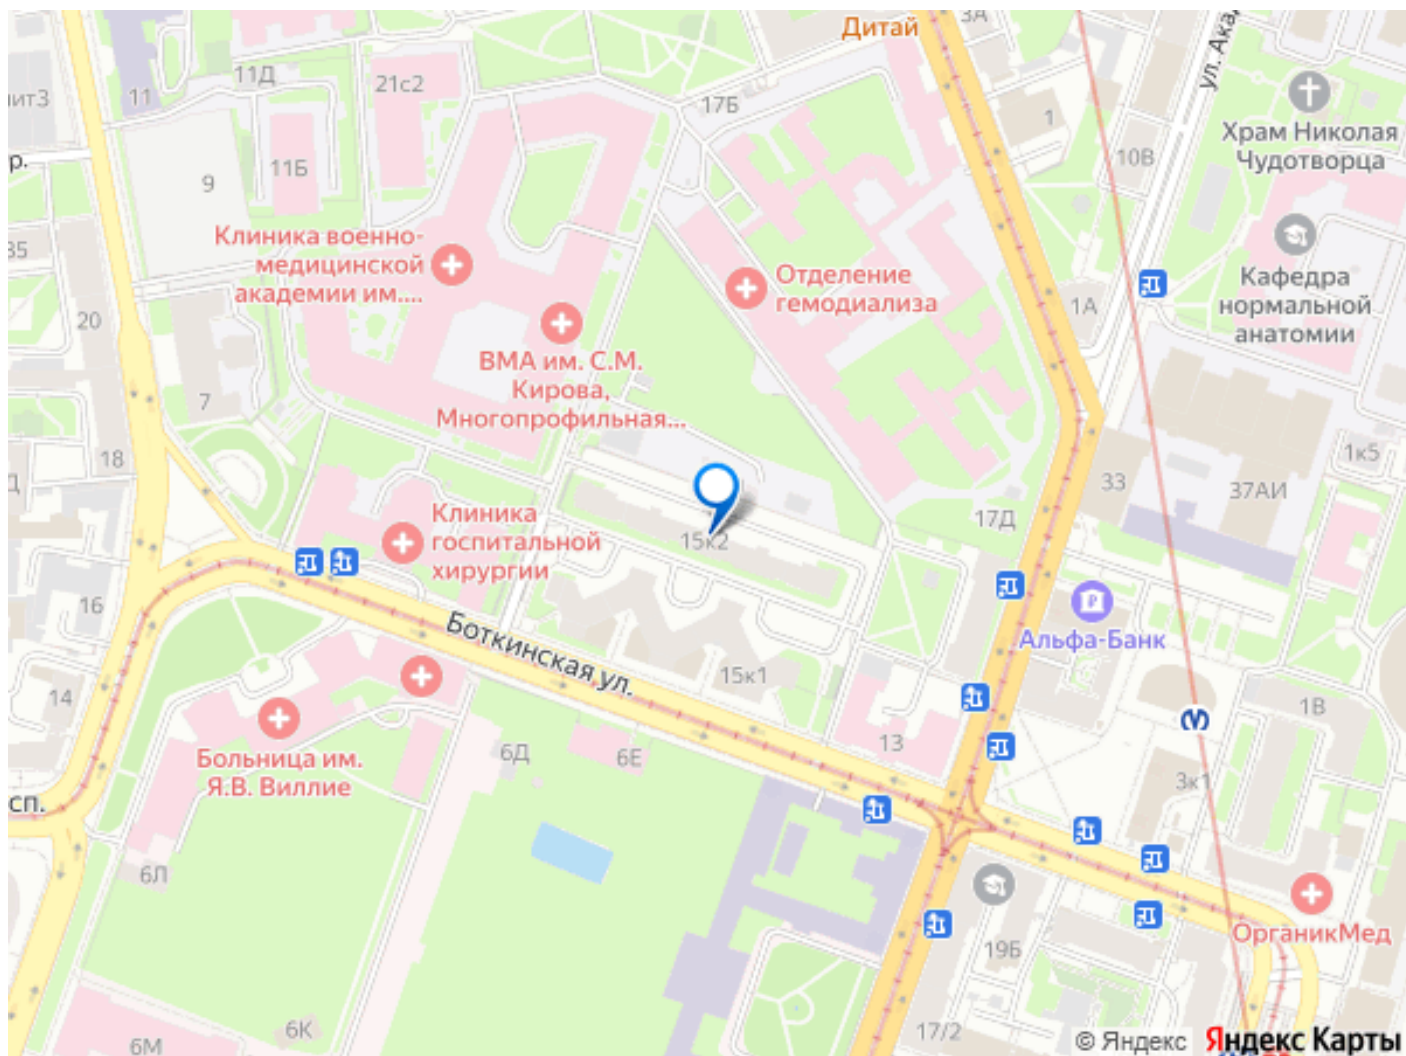 Дитай
3А
ул. Ака
11Д
21с2
11
17Б
1
Храм Николая
Чудотворца
10В
р.
9
11Б
35
Клиника военно-
медицинской
академии им....
Отделение
гемодиализа
Кафедра
нормальной
анатомии
1А
20
ВМА им. С.М.
Кирова,
Многопрофильная...
7
18
1к5
33
37АИ
Д
17Д
Клиника
госпитальной
хирургии
15к2
16
Альфа-Банк
Боткинская ул.
15к1
14
1В
13
6Д
6Е
Больница им.
Я.В. Виллие
3к1
сп.
6Л
ОрганикМед
19Б
6К
17/2
6М
© Яндекс
Яндекс Карты